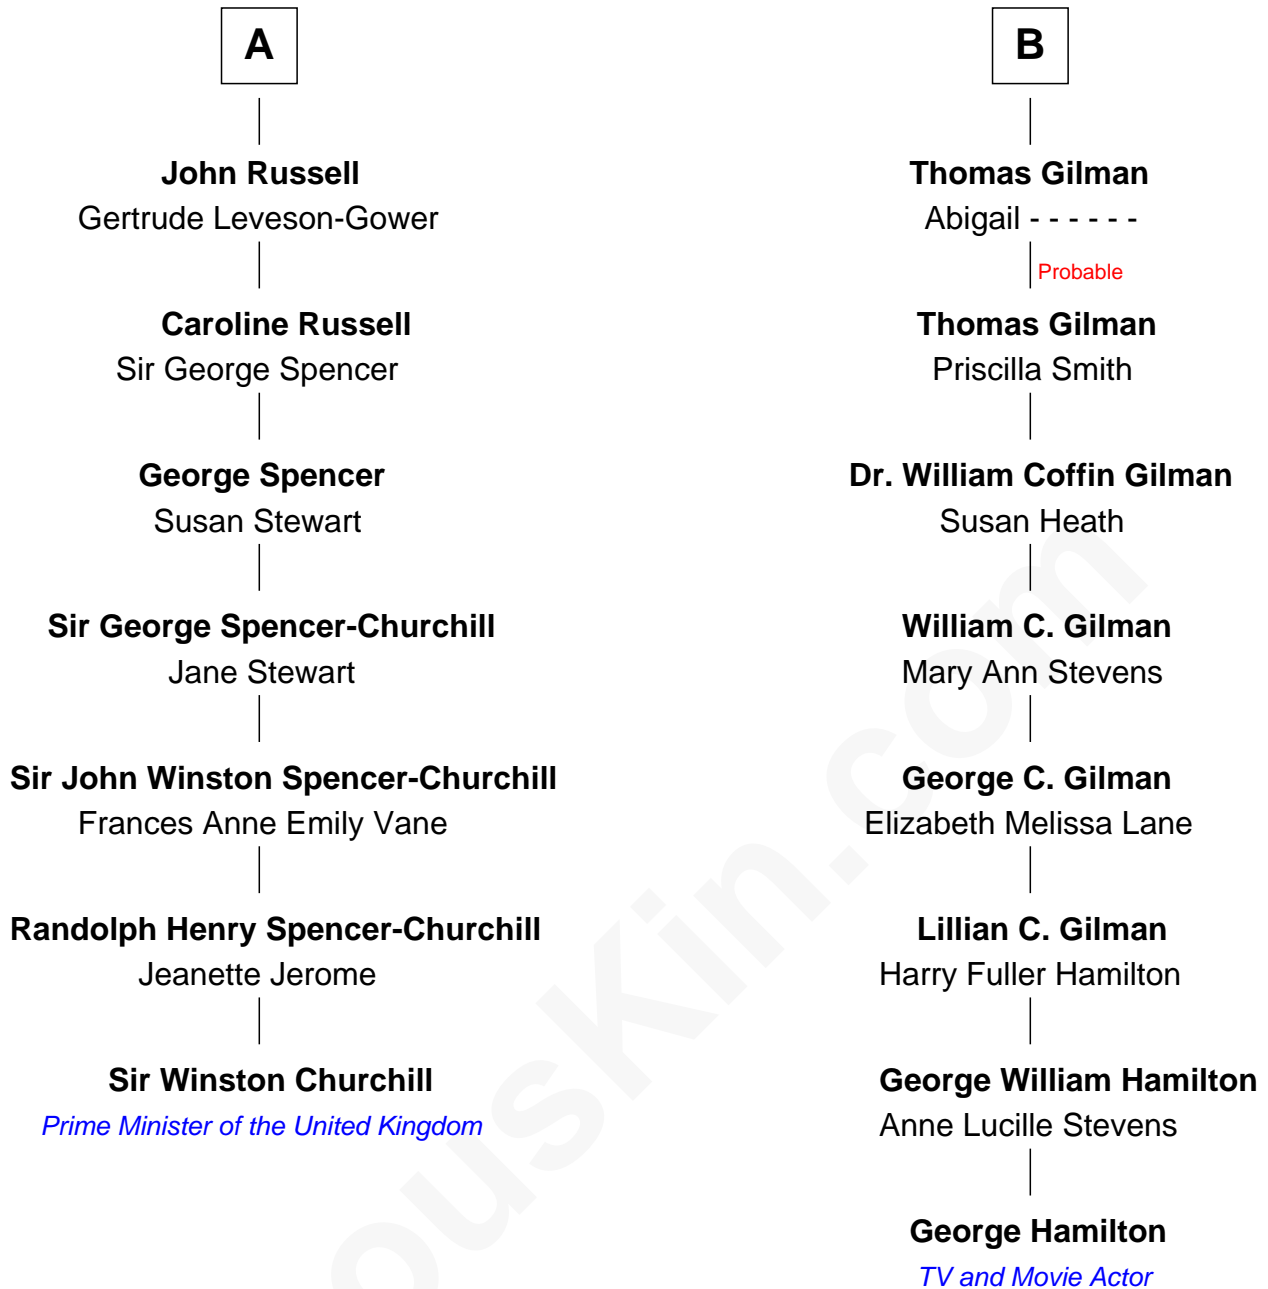 A
John Russell
Gertrude Leveson-Gower
Caroline Russell
Sir George Spencer
George Spencer
Susan Stewart
Sir George Spencer-Churchill
Jane Stewart
Sir John Winston Spencer-Churchill
Frances Anne Emily Vane
Randolph Henry Spencer-Churchill
Jeanette Jerome
Sir Winston Churchill
Prime Minister of the United Kingdom
B
Thomas Gilman
Abigail - - - - - -
Probable
Thomas Gilman
Priscilla Smith
Dr. William Coffin Gilman
Susan Heath
William C. Gilman
Mary Ann Stevens
George C. Gilman
Elizabeth Melissa Lane
Lillian C. Gilman
Harry Fuller Hamilton
George William Hamilton
Anne Lucille Stevens
George Hamilton
TV and Movie Actor
ousKin.com